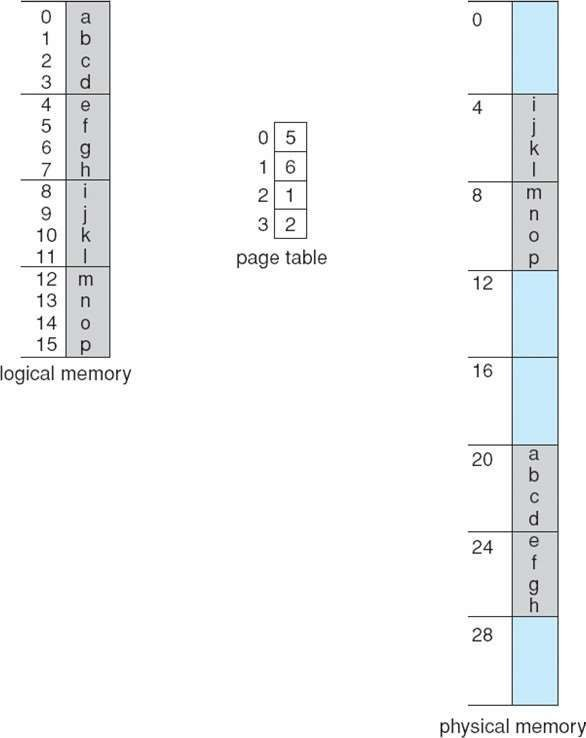 0 a
1 b
2 c
3 d
4 e
5 f
6 g
7 h
8 i
9 j
10 k
11 l
12 m
13 n
14 o
15 p
logical memory
0 5
1 6
2 1
3 2
page table
0
4 i
j
k
l
8 m
n
o
p
12
16
20 a
b
c
d
24 e
f
g
h
28
physical memory